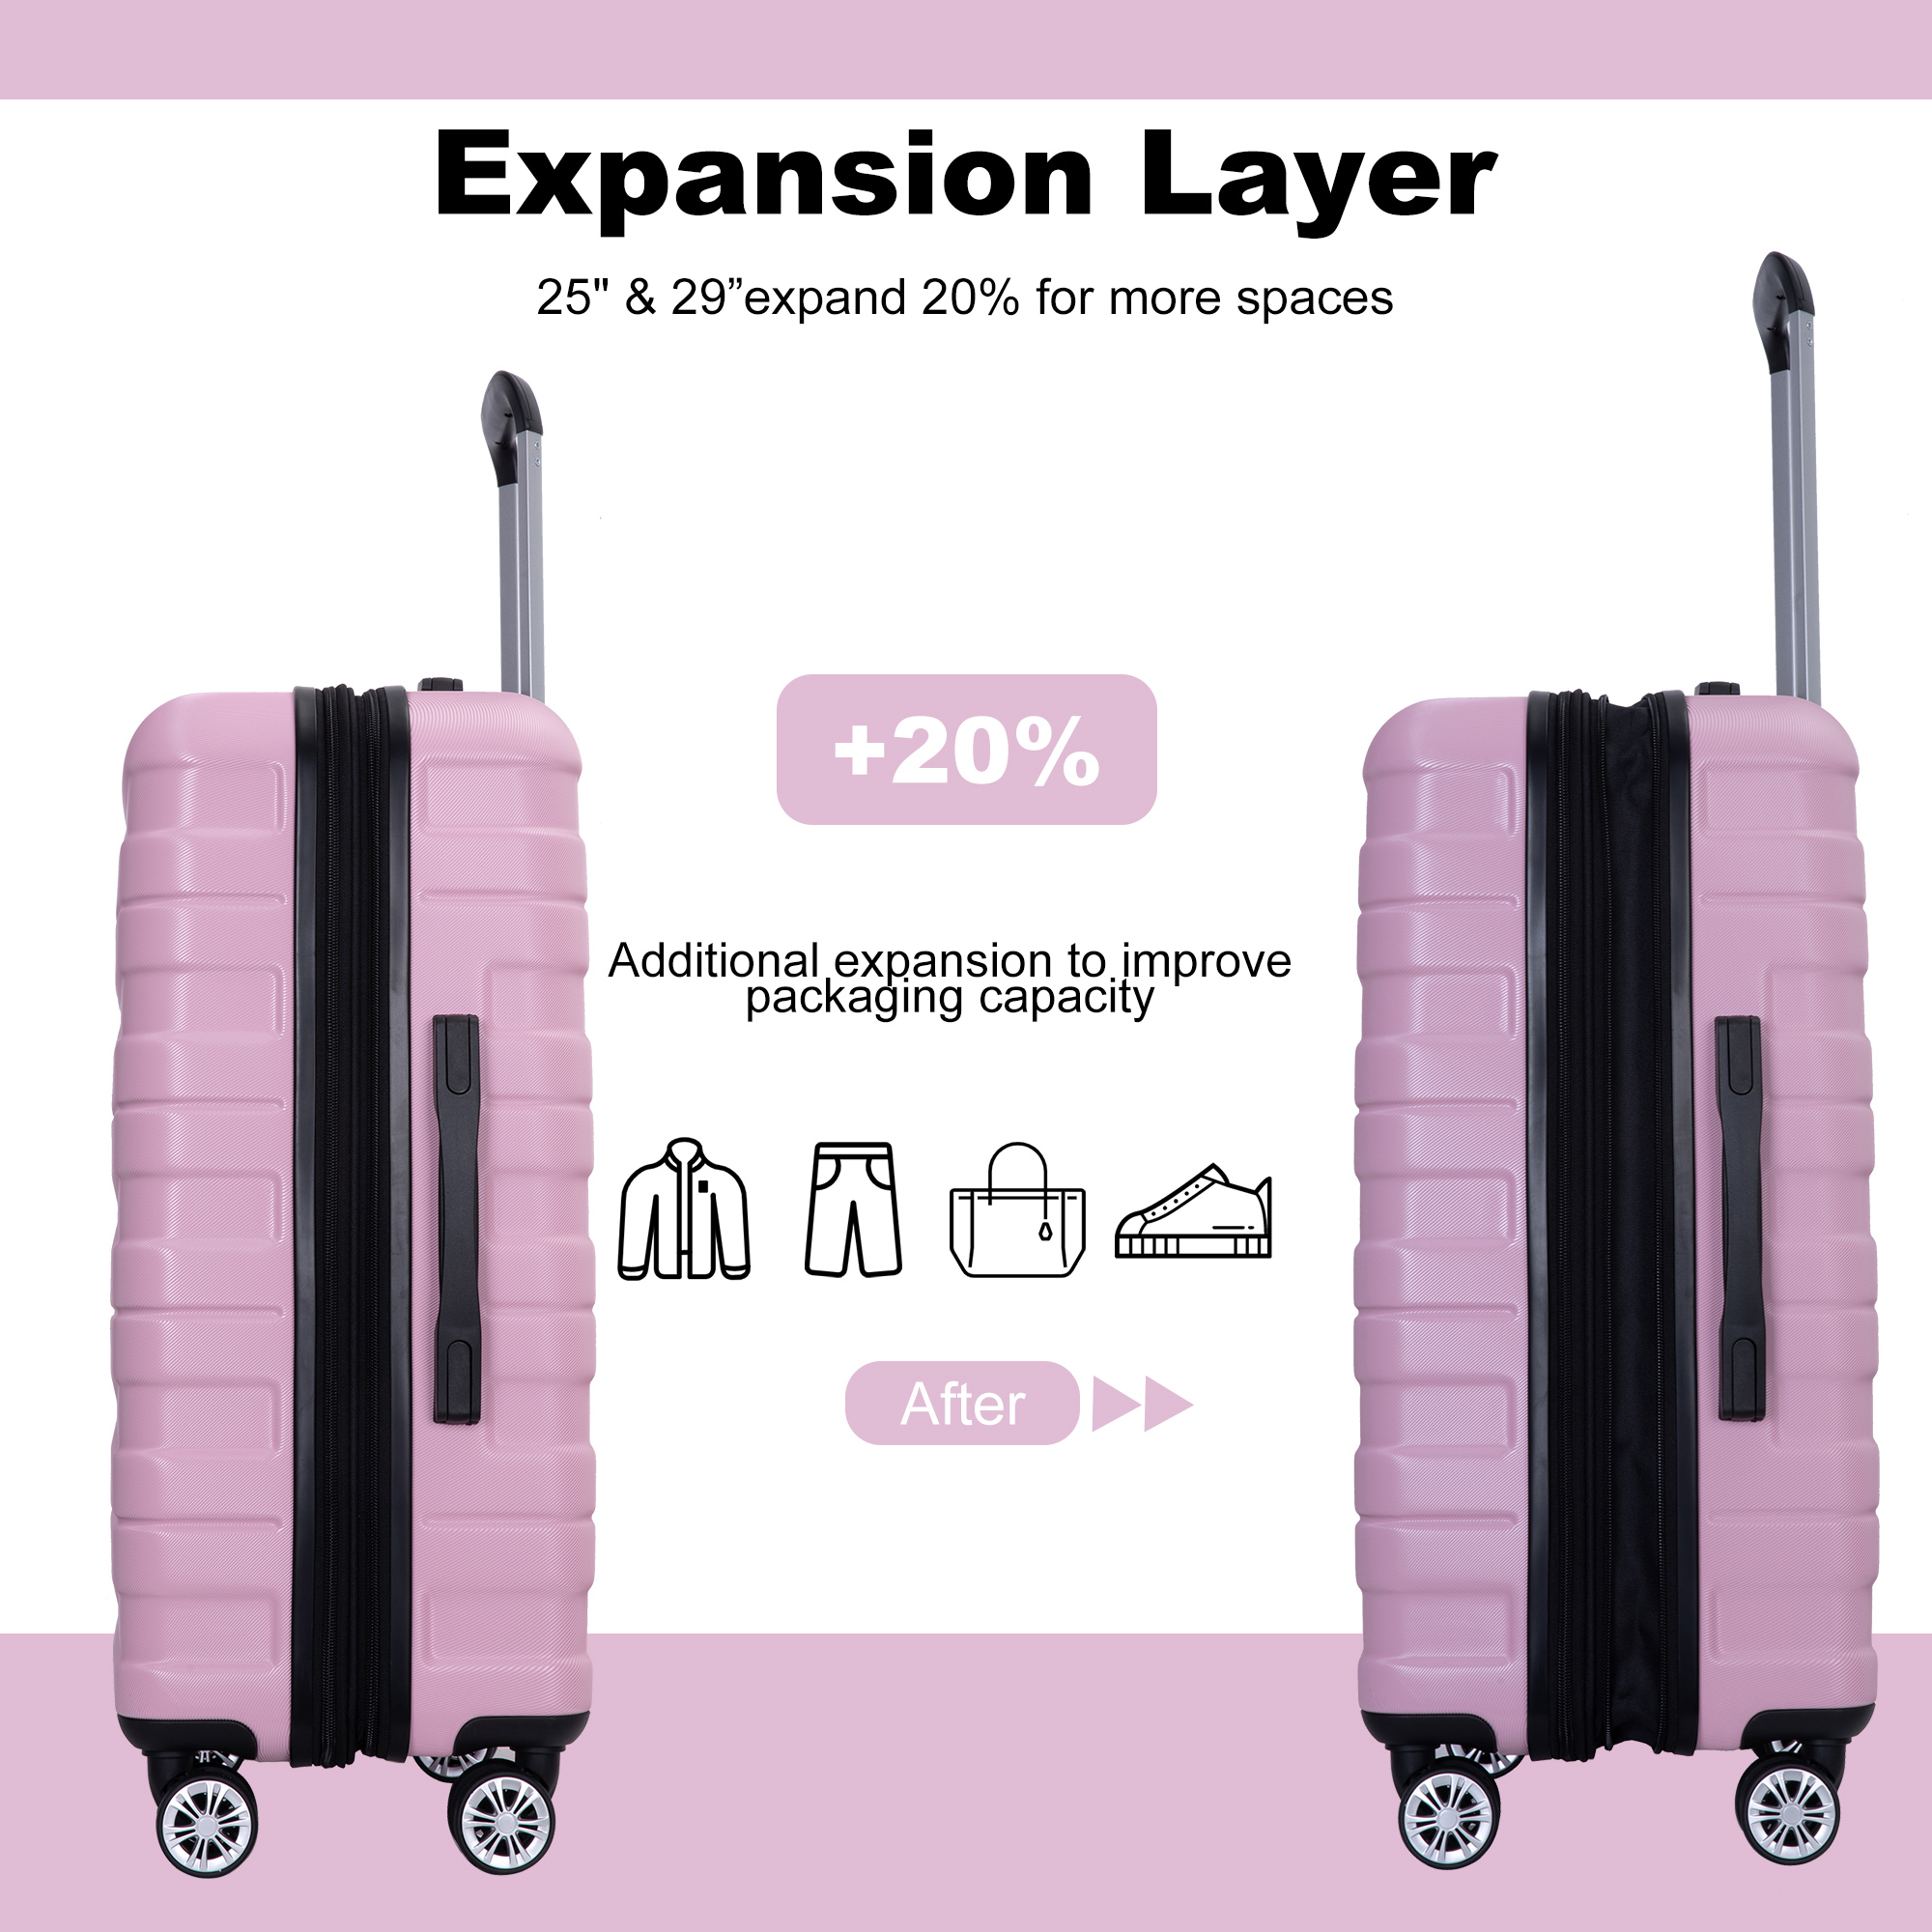 Expansion Layer
25" & 29”expand 20% for more spaces
+20%
Additional expansion to improve
packaging capacity
After